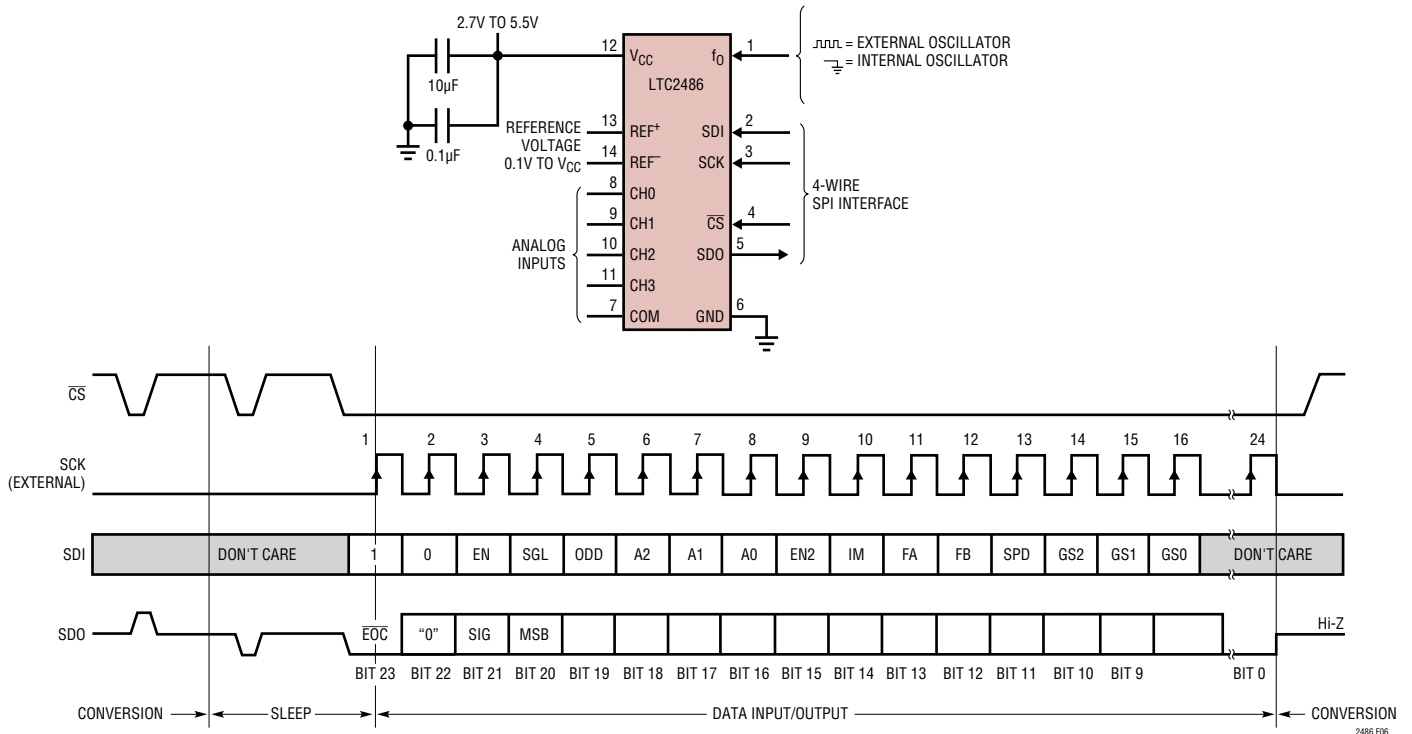 2.7V TO 5.5V
12
VCC
fO
1
= EXTERNAL OSCILLATOR
= INTERNAL OSCILLATOR
LTC2486
10µF
0.1µF
REFERENCE
VOLTAGE
0.1V TO VCC
13
REF+
14
REF–
SDI
2
SCK
3
ANALOG
INPUTS
8
CH0
9
CH1
10
CH2
11
CH3
7
COM
CS
4
SDO
5
GND
6
4-WIRE
SPI INTERFACE
CS
1 2 3 4 5 6 7 8 9 10 11 12 13 14 15 16 24
SCK
(EXTERNAL)
SDI DON'T CARE 1 0 EN SGL ODD A2 A1 A0 EN2 IM FA FB SPD GS2 GS1 GS0 DON'T CARE
SDO EOC "0" SIG MSB Hi-Z
BIT 23 BIT 22 BIT 21 BIT 20 BIT 19 BIT 18 BIT 17 BIT 16 BIT 15 BIT 14 BIT 13 BIT 12 BIT 11 BIT 10 BIT 9 BIT 0
CONVERSION SLEEP DATA INPUT/OUTPUT CONVERSION
2486 F06